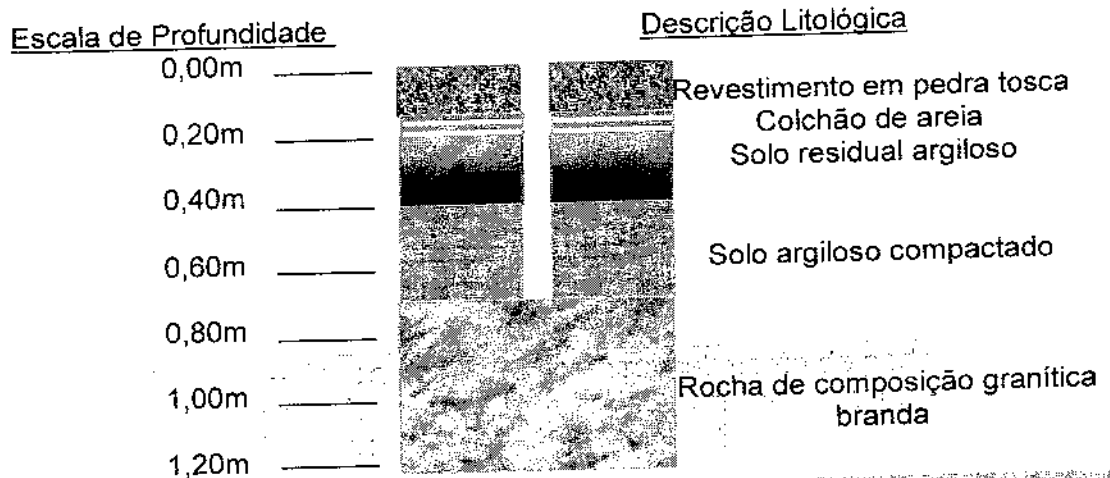 Escala de Profundidade
Descrição Litológica
0,00m
Revestimento em pedra tosca
Colchão de areia
0,20m
Solo residual argiloso
0,40m
Solo argiloso compactado
0,60m
0,80m
Rocha de composição granítica
1,00m
branda
1,20m